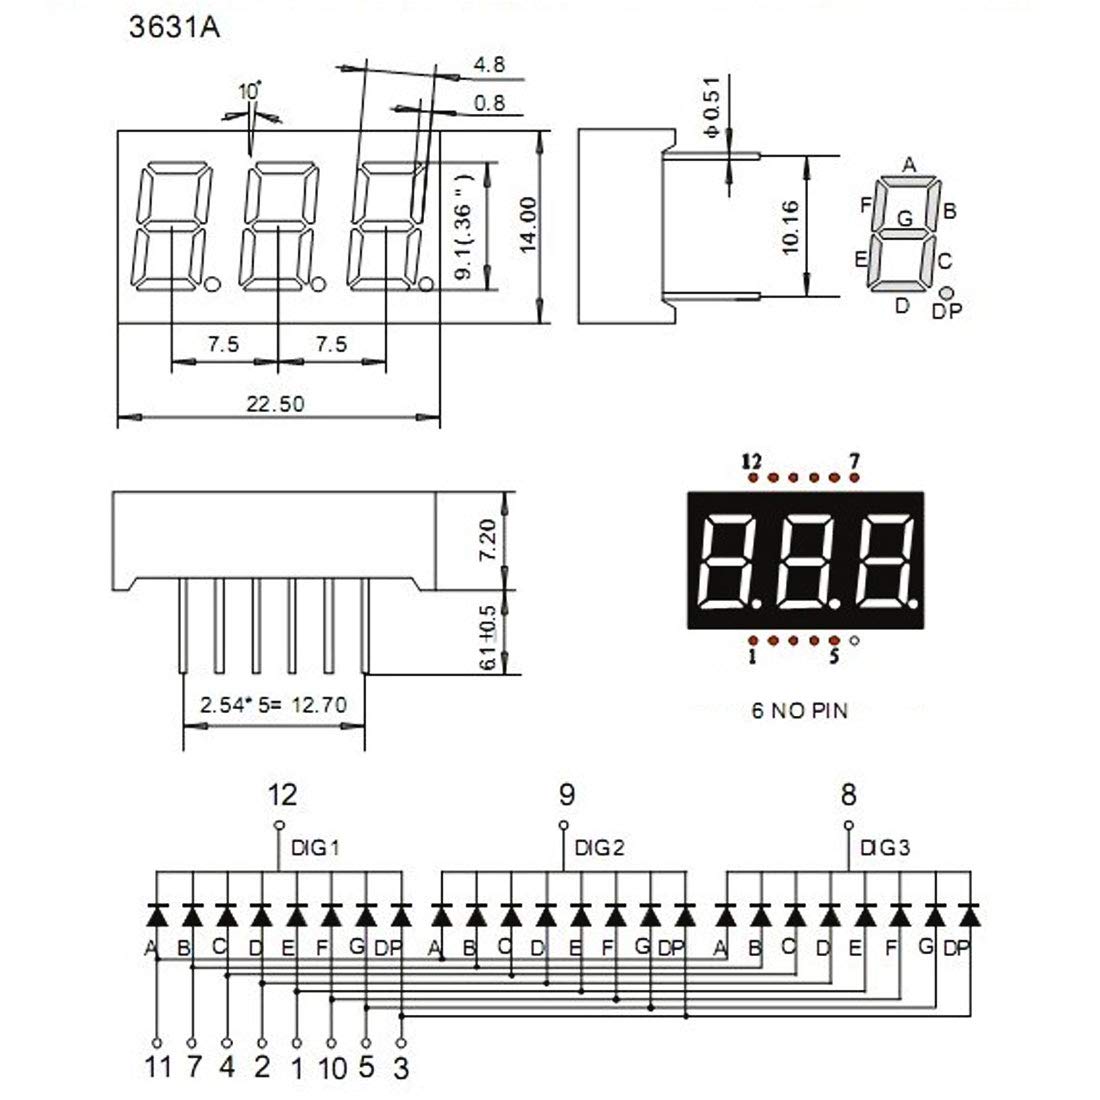 3631A
4.8
10°
0.8
9.1(.36")
14.00
7.5 7.5
22.50
Φ0.51
10.16
A
F B
G
E C
D DP
7.20
6.1±0.5
2.54*5= 12.70
12 7
1 5
6 NO PIN
12 9 8
DIG1 DIG2 DIG3
A B C D E F G DP A B C D E F G DP A B C D E F G DP
11 7 4 2 1 10 5 3